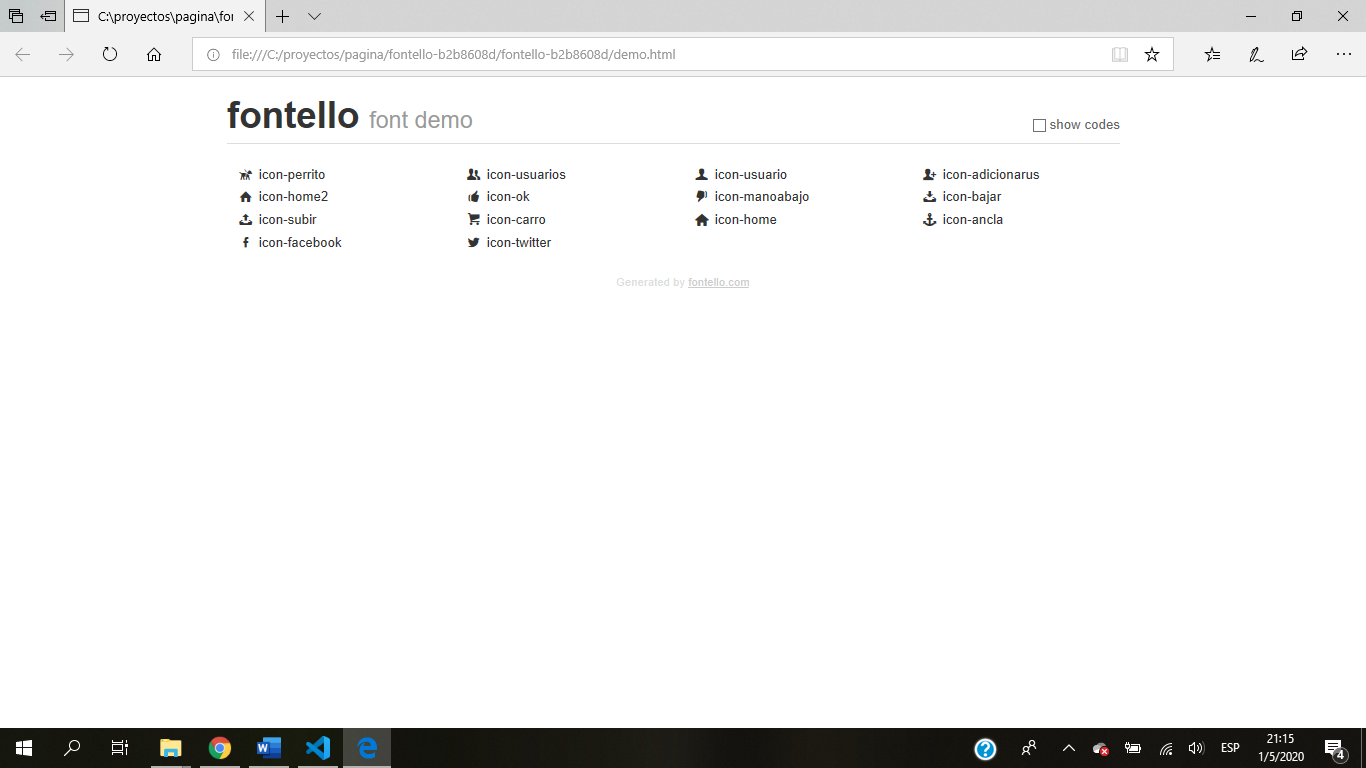 C:\proyectos\pagina\for
file:///C:/proyectos/pagina/fontello-b2b8608d/fontello-b2b8608d/demo.html
fontello font demo
show codes
icon-perrito icon-usuarios icon-usuario icon-adicionarus
icon-home2 icon-ok icon-manoabajo icon-bajar
icon-subir icon-carro icon-home icon-ancla
icon-facebook icon-twitter
Generated by fontello.com
ESP
21:15
1/5/2020
4